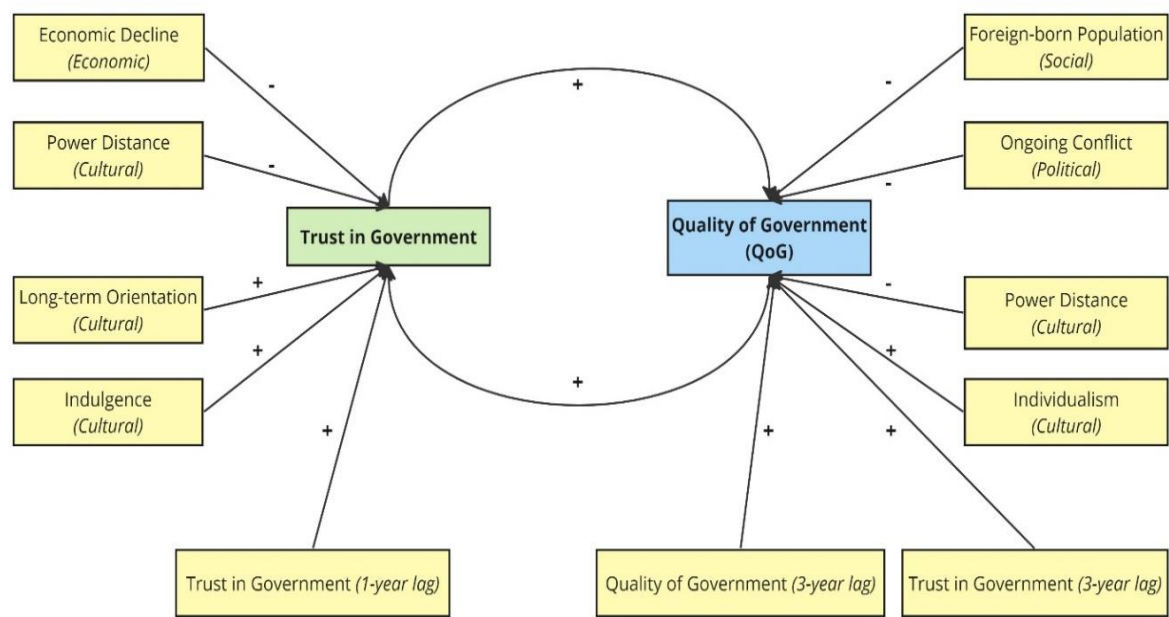 Economic Decline
(Economic)
Foreign-born Population
(Social)
-
+
-
Power Distance
(Cultural)
-
Ongoing Conflict
(Political)
-
Trust in Government
Quality of Government
(QoG)
Long-term Orientation
(Cultural)
+
-
Power Distance
(Cultural)
Indulgence
(Cultural)
+
+
+
Individualism
(Cultural)
+
+
+
Trust in Government (1-year lag)
Quality of Government (3-year lag)
Trust in Government (3-year lag)